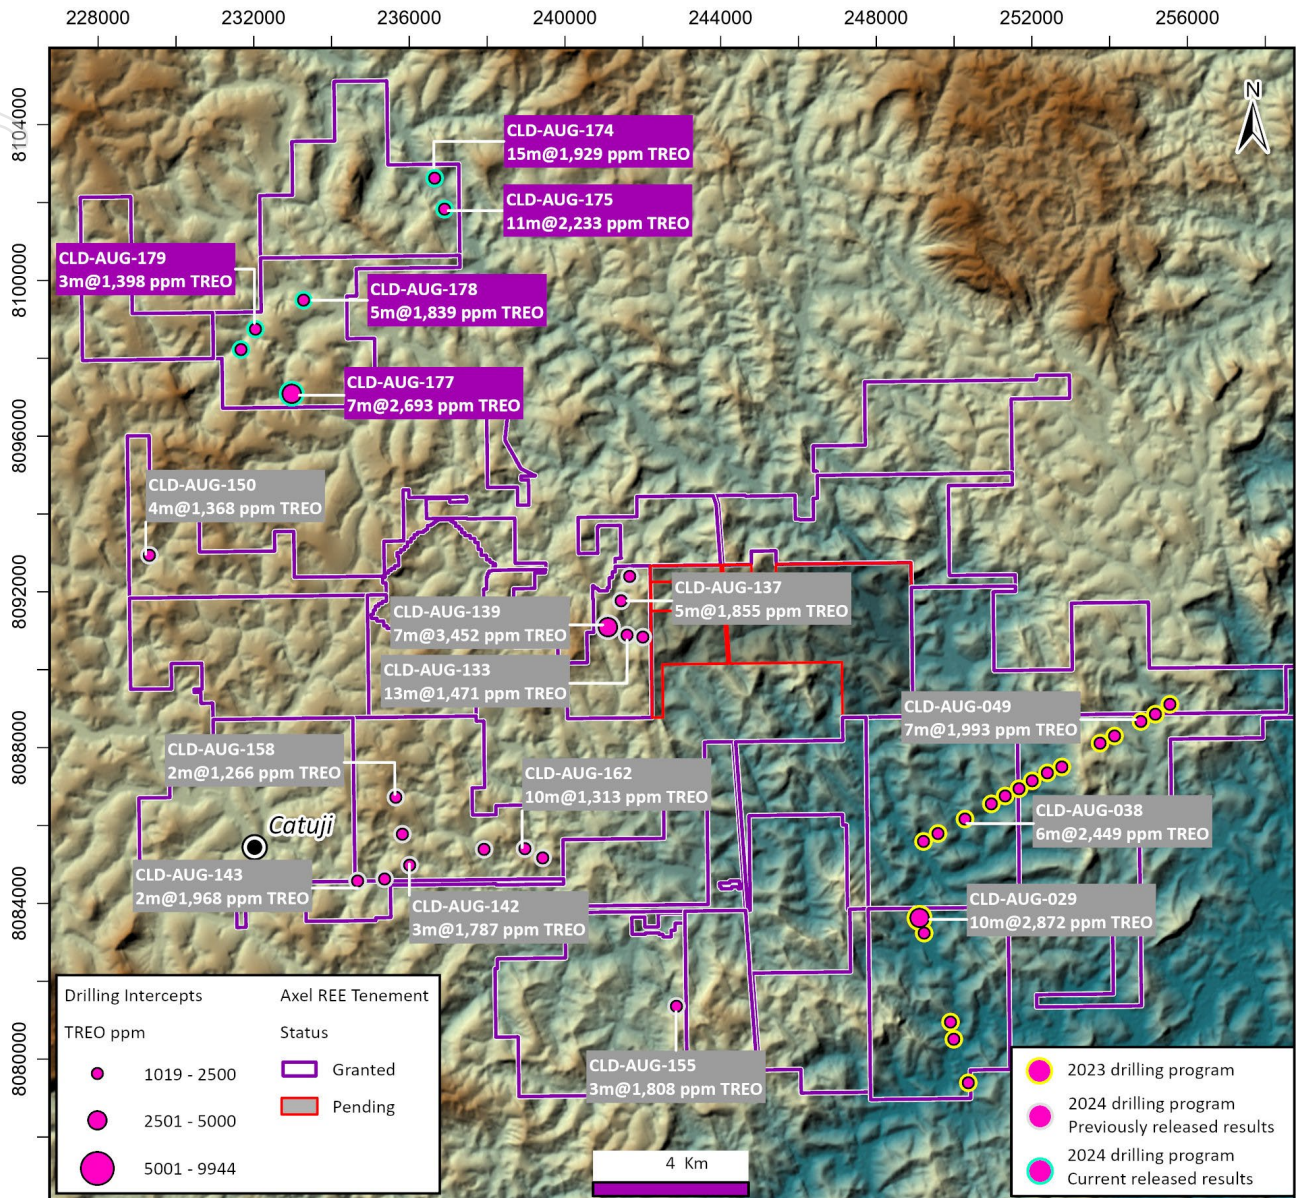 228000 232000 236000 240000 244000 248000 252000 256000
8104000
8100000
8096000
8092000
8088000
8084000
8080000
N
CLD-AUG-174
15m@1,929 ppm TREO
CLD-AUG-175
11m@2,233 ppm TREO
CLD-AUG-179
3m@1,398 ppm TREO
CLD-AUG-178
5m@1,839 ppm TREO
CLD-AUG-177
7m@2,693 ppm TREO
CLD-AUG-150
4m@1,368 ppm TREO
CLD-AUG-137
5m@1,855 ppm TREO
CLD-AUG-139
7m@3,452 ppm TREO
CLD-AUG-133
13m@1,471 ppm TREO
CLD-AUG-049
7m@1,993 ppm TREO
CLD-AUG-158
2m@1,266 ppm TREO
CLD-AUG-162
10m@1,313 ppm TREO
CLD-AUG-038
6m@2,449 ppm TREO
Catuji
CLD-AUG-143
2m@1,968 ppm TREO
CLD-AUG-142
3m@1,787 ppm TREO
CLD-AUG-029
10m@2,872 ppm TREO
CLD-AUG-155
3m@1,808 ppm TREO
Drilling Intercepts
TREO ppm
1019 - 2500
2501 - 5000
5001 - 9944
Axel REE Tenement
Status
Granted
Pending
4 Km
2023 drilling program
2024 drilling program
Previously released results
2024 drilling program
Current released results